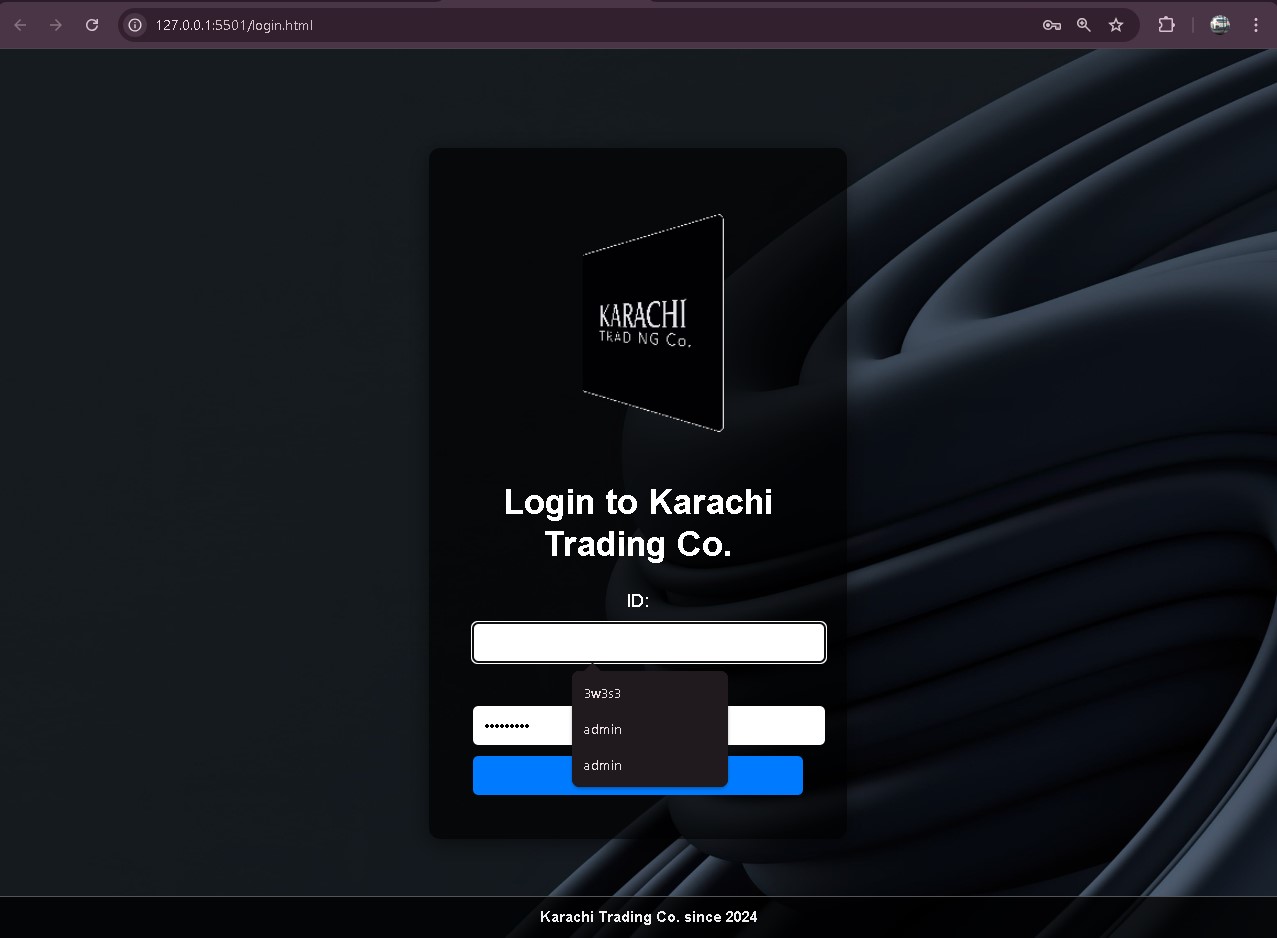 127.0.0.1:5501/login.html
KARACHI
TRAD NG Co.
Login to Karachi
Trading Co.
ID:
3w3s3
•••••••••
admin
admin
Karachi Trading Co. since 2024